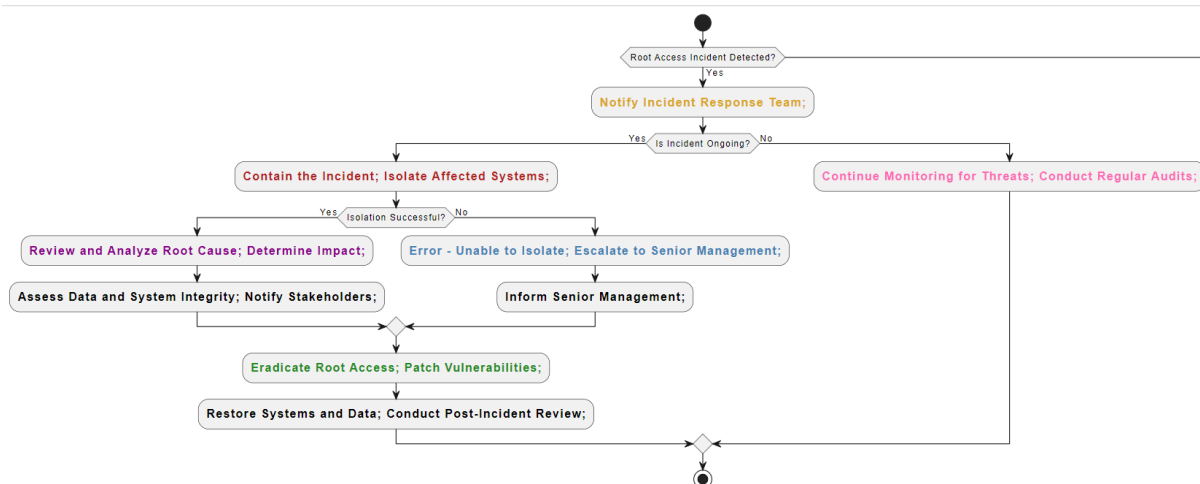 Root Access Incident Detected?
Yes
Notify Incident Response Team;
Yes
Is Incident Ongoing?
No
Contain the Incident; Isolate Affected Systems;
Continue Monitoring for Threats; Conduct Regular Audits;
Yes
Isolation Successful?
No
Review and Analyze Root Cause; Determine Impact;
Error - Unable to Isolate; Escalate to Senior Management;
Assess Data and System Integrity; Notify Stakeholders;
Inform Senior Management;
Eradicate Root Access; Patch Vulnerabilities;
Restore Systems and Data; Conduct Post-Incident Review;